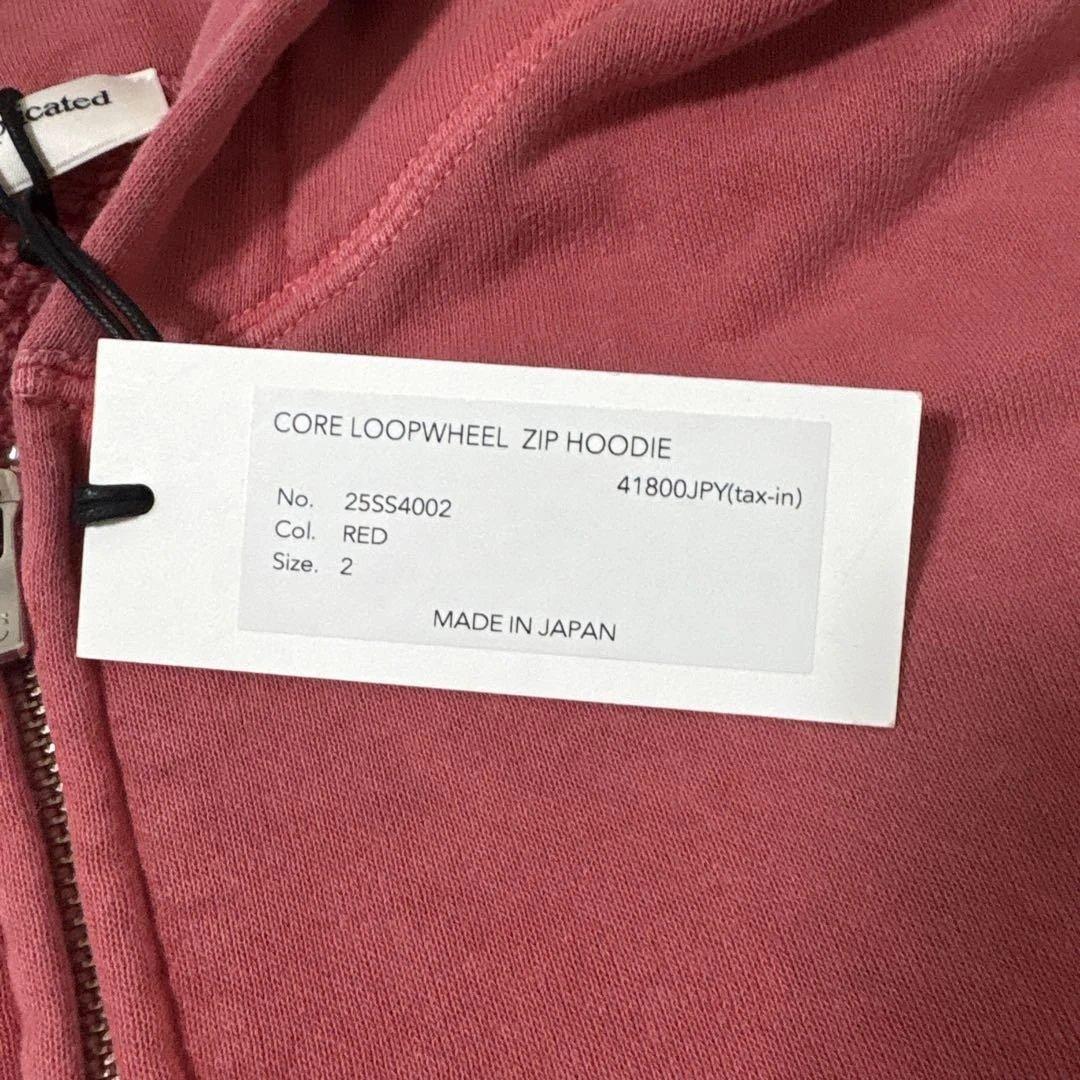 CORE LOOPWHEEL ZIP HOODIE
41800JPY(tax-in)
No. 25SS4002
Col. RED
Size. 2
MADE IN JAPAN